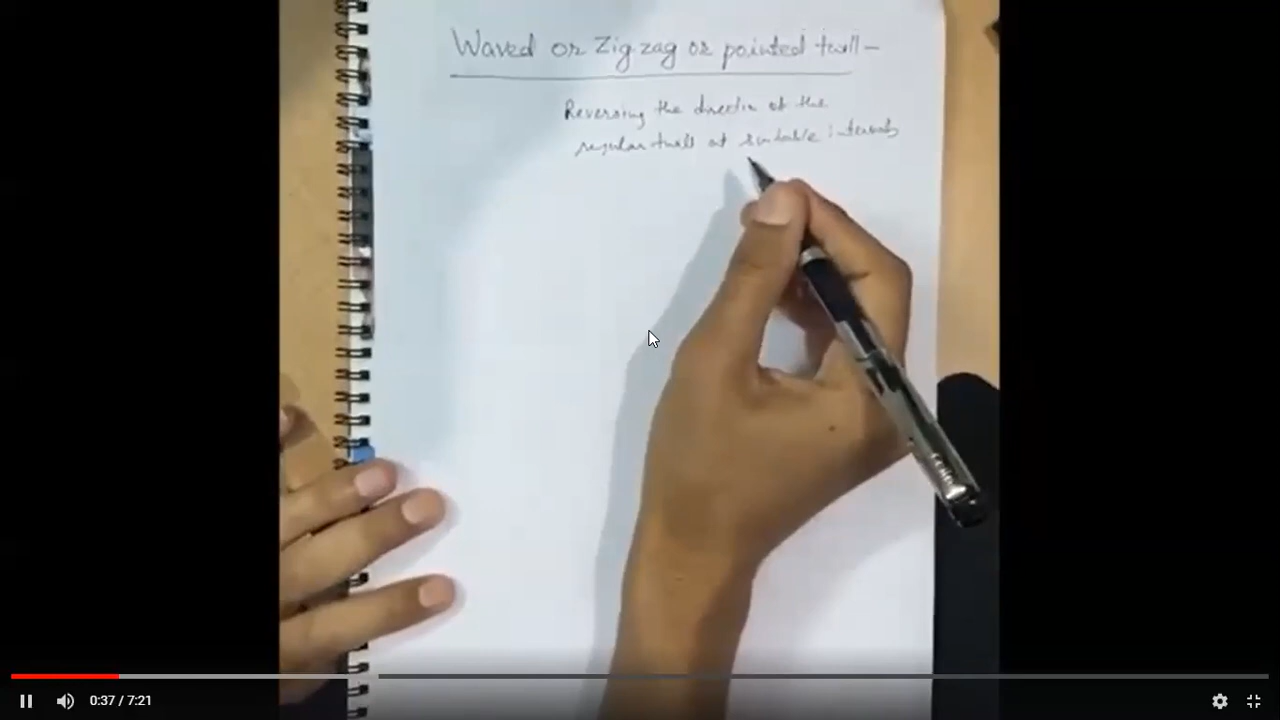 Waved or Zig zag or pointed twill –
Reversing the directin of the
regular twill at suitable intervals
0:37 / 7:21